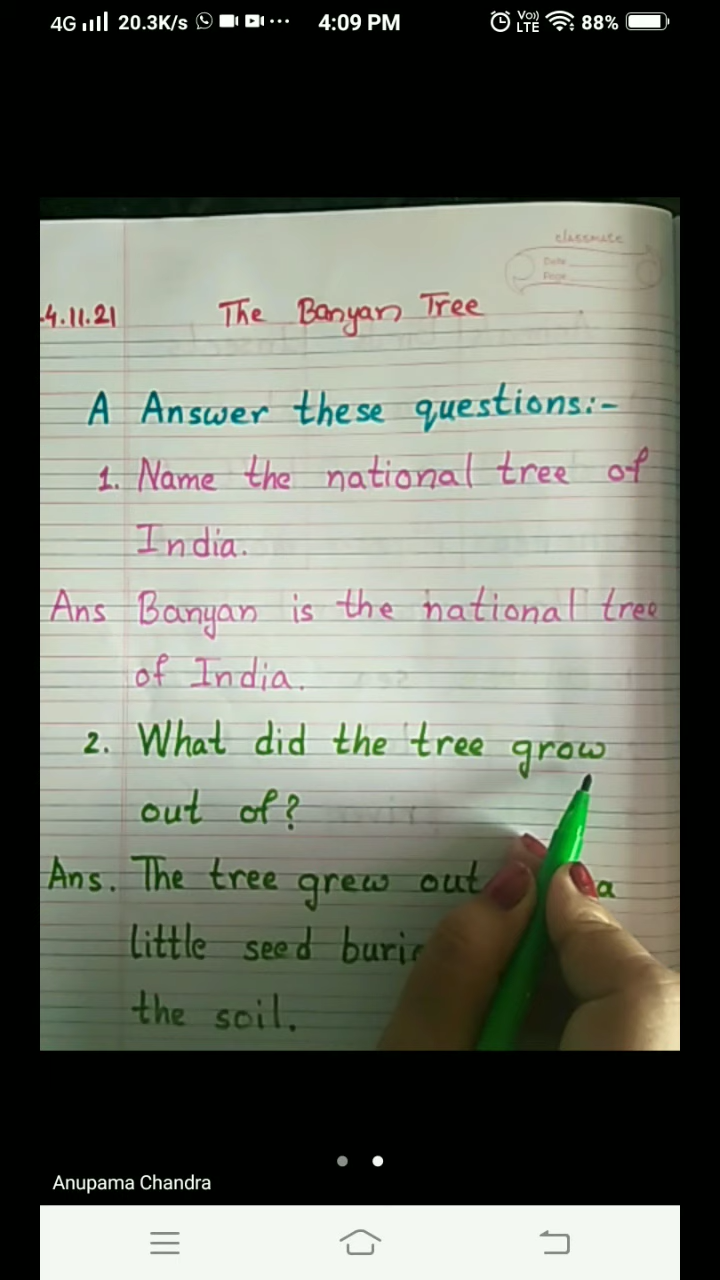 4G 20.3K/s ... 4:09 PM Vo) LTE 88%
classmate
Date
Page
4.11.21 The Banyan Tree
A Answer these questions:-
1. Name the national tree of
India.
Ans Banyan is the national tree
of India.
2. What did the tree grow
out of?
Ans. The tree grew out a
little seed
the soil.
Anupama Chandra